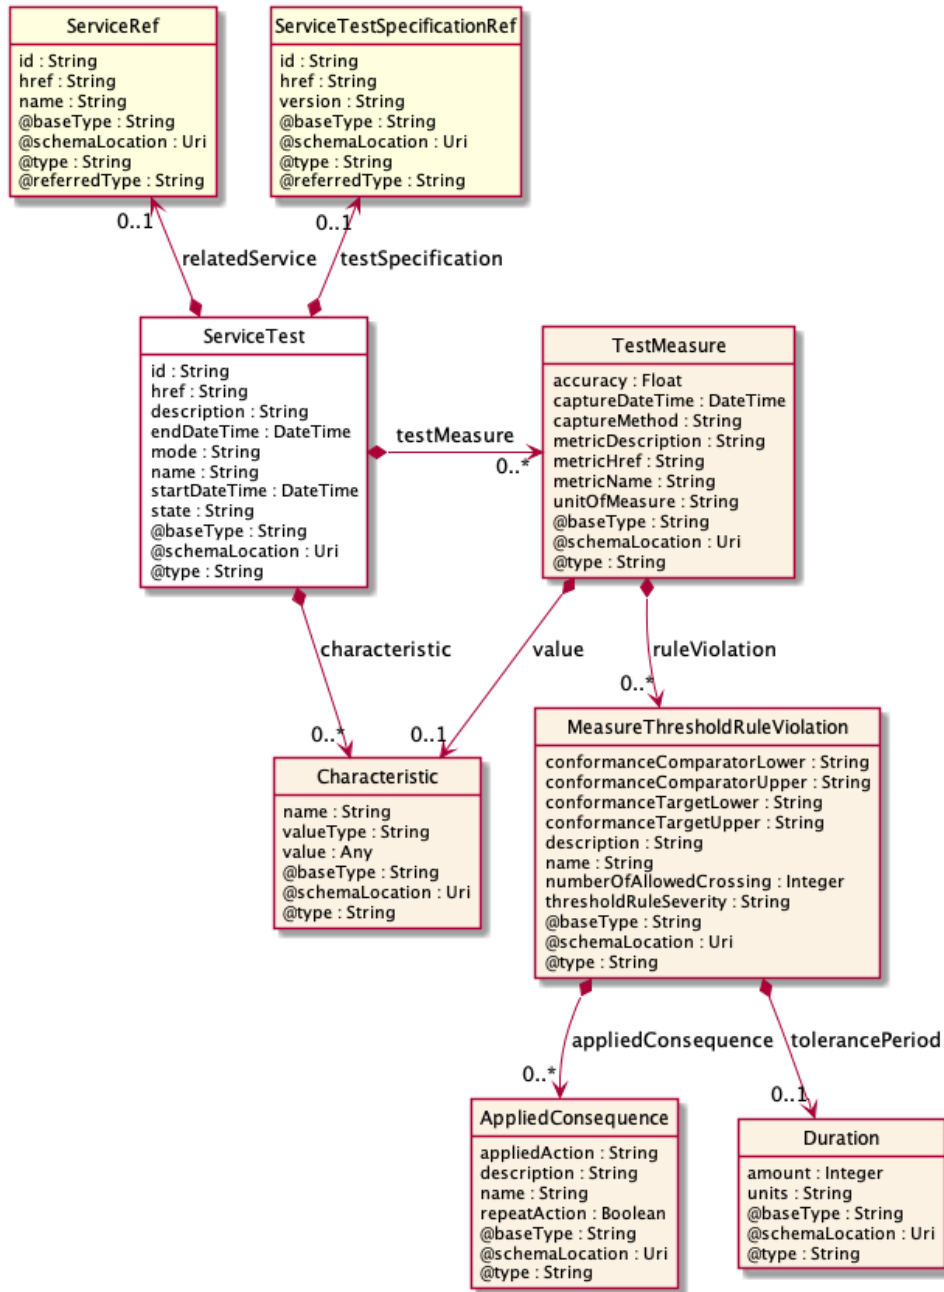 ServiceRef
id : String
href : String
name : String
@baseType : String
@schemaLocation : Uri
@type : String
@referredType : String
ServiceTestSpecificationRef
id : String
href : String
version : String
@baseType : String
@schemaLocation : Uri
@type : String
@referredType : String
0..1
0..1
relatedService
testSpecification
ServiceTest
id : String
href : String
description : String
endDateTime : DateTime
mode : String
name : String
startDateTime : DateTime
state : String
@baseType : String
@schemaLocation : Uri
@type : String
testMeasure
0..*
TestMeasure
accuracy : Float
captureDateTime : DateTime
captureMethod : String
metricDescription : String
metricHref : String
metricName : String
unitOfMeasure : String
@baseType : String
@schemaLocation : Uri
@type : String
characteristic
value
ruleViolation
0..*
0..1
0..*
Characteristic
name : String
valueType : String
value : Any
@baseType : String
@schemaLocation : Uri
@type : String
MeasureThresholdRuleViolation
conformanceComparatorLower : String
conformanceComparatorUpper : String
conformanceTargetLower : String
conformanceTargetUpper : String
description : String
name : String
numberOfAllowedCrossing : Integer
thresholdRuleSeverity : String
@baseType : String
@schemaLocation : Uri
@type : String
appliedConsequence
tolerancePeriod
0..*
0..1
AppliedConsequence
appliedAction : String
description : String
name : String
repeatAction : Boolean
@baseType : String
@schemaLocation : Uri
@type : String
Duration
amount : Integer
units : String
@baseType : String
@schemaLocation : Uri
@type : String